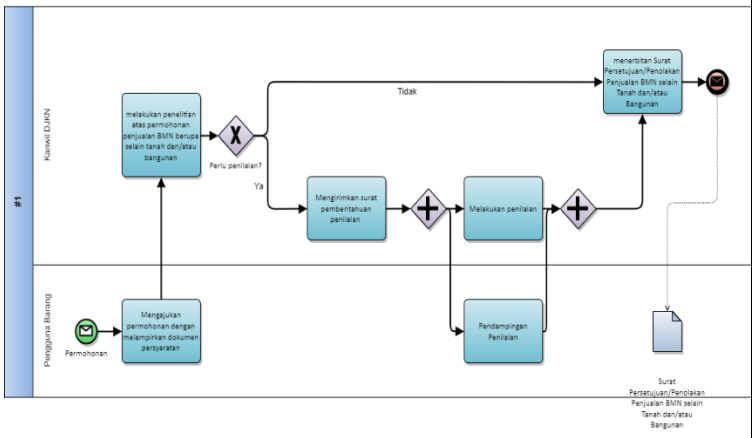 #1
Kanwil DJKN
melakukan penelitian
atas permohonan
penjualan BMN berupa
selain tanah dan/atau
bangunan
X
Perlu penilaian?
Tidak
Ya
menerbitan Surat
Persetujuan/Penolakan
Penjualan BMN selain
Tanah dan/atau
Bangunan
Mengirimkan surat
pemberitahuan
penilaian
Melakukan penilaian
Pengguna Barang
Permohonan
Mengajukan
permohonan dengan
melampirkan dokumen
persyaratan
Pendampingan
Penilaian
Surat
Persetujuan/Penolakan
Penjualan BMN selain
Tanah dan/atau
Bangunan